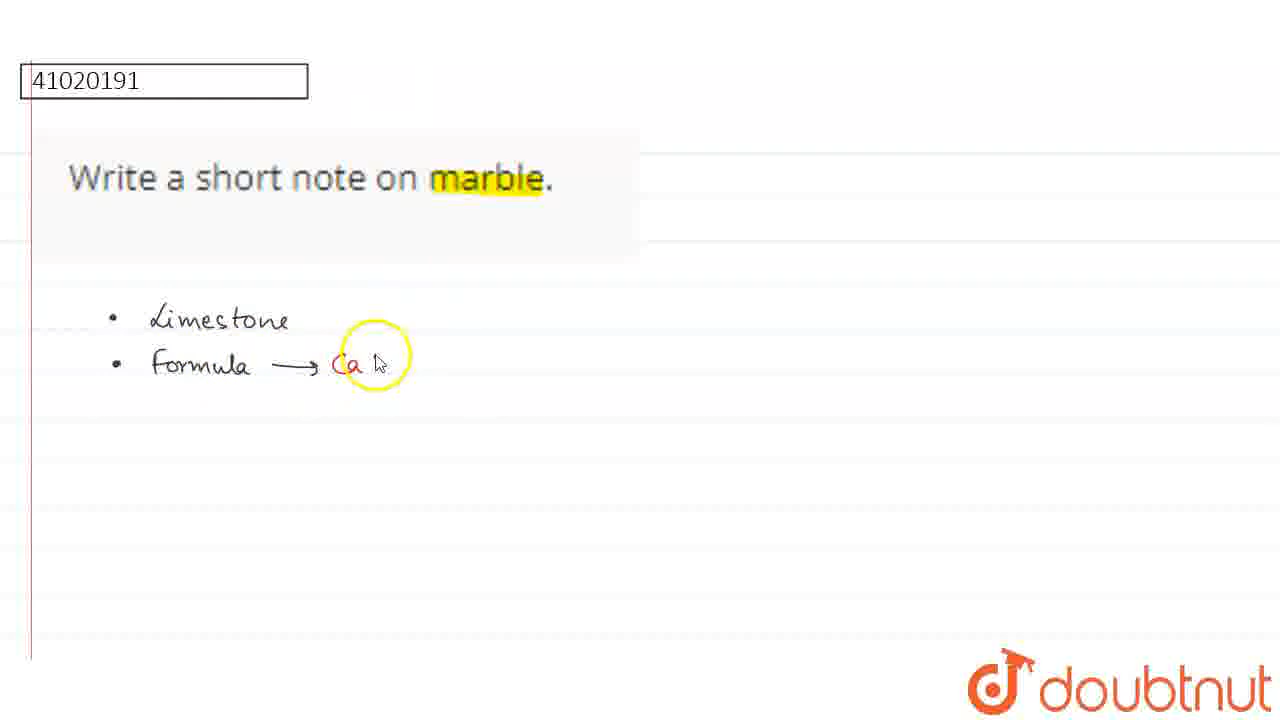 41020191
Write a short note on marble.
• Limestone
• Formula → Ca
doubtnut